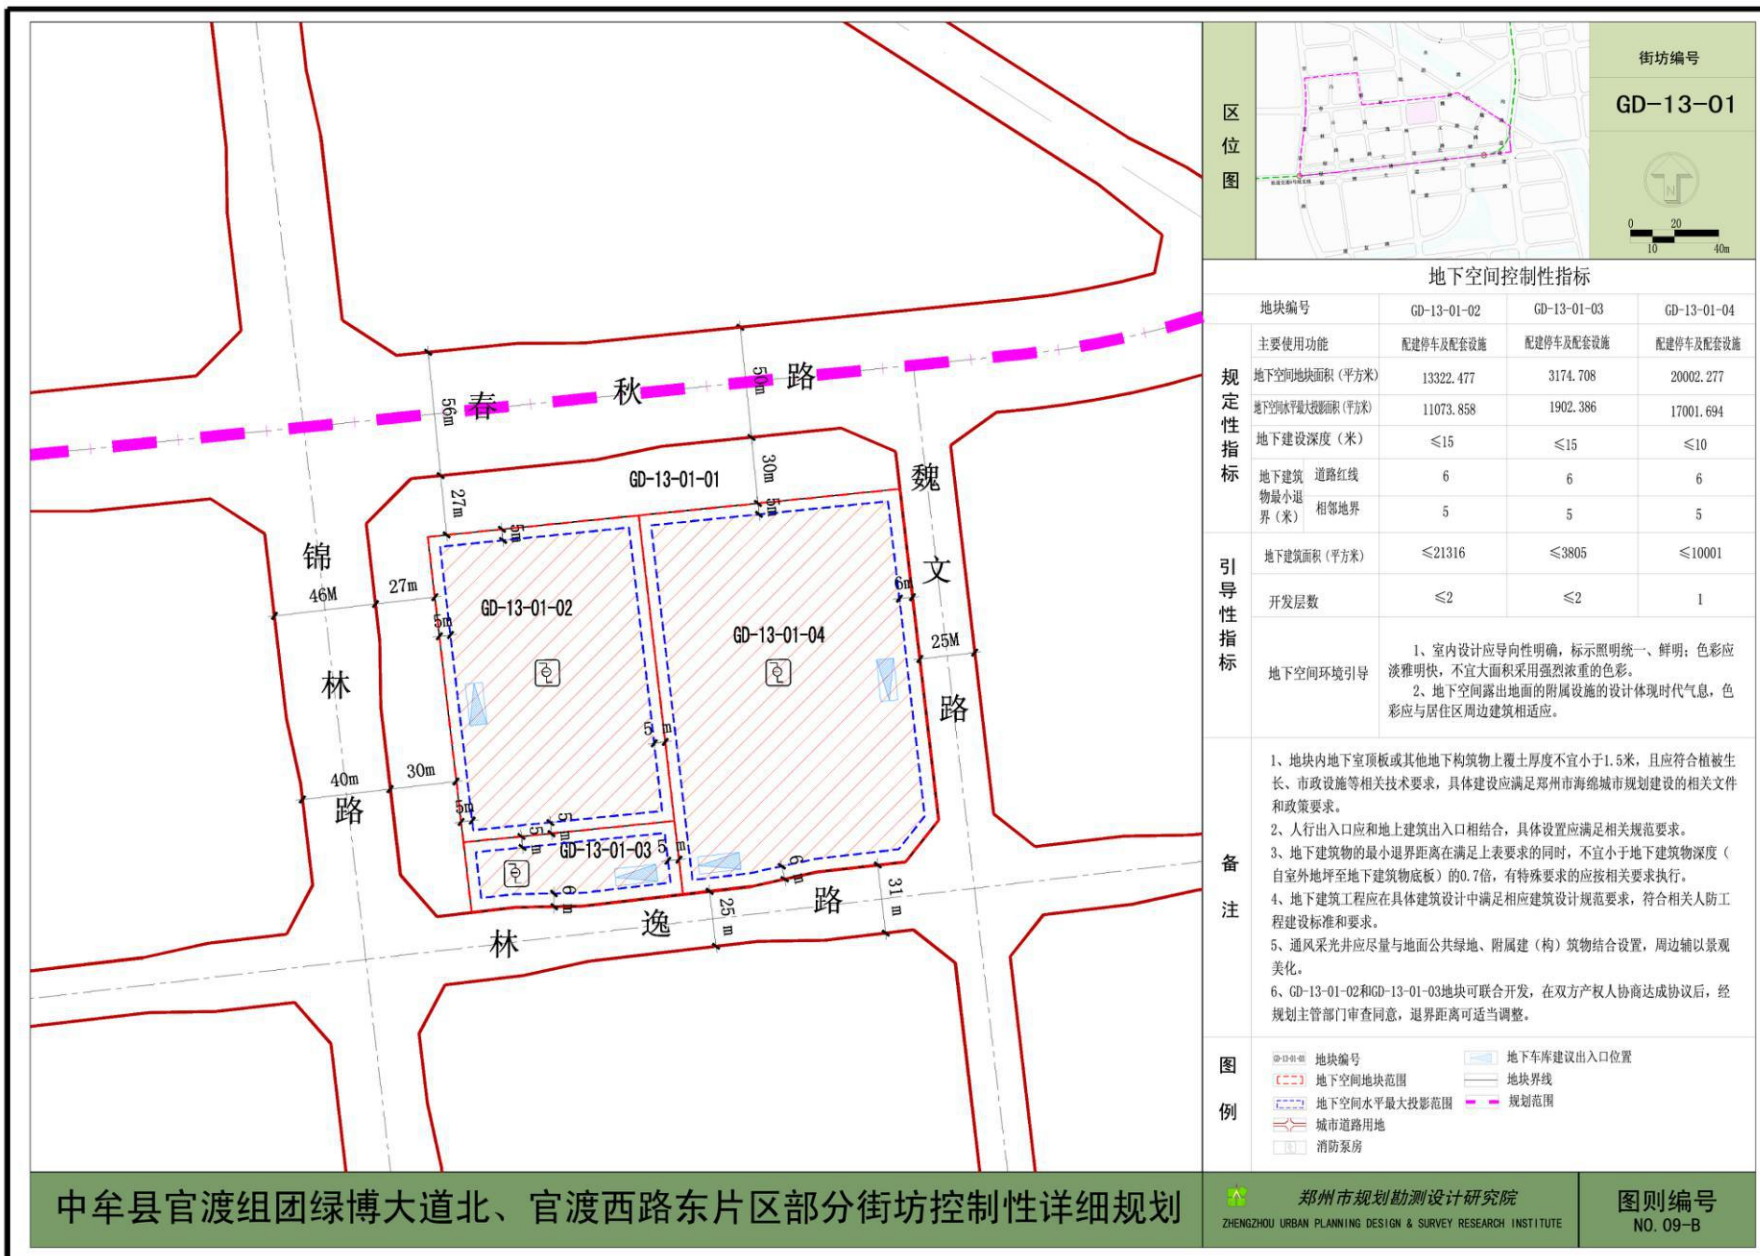 春 秋 路
56m
50m
27m
30m
5m
5m
GD-13-01-01
魏 文 路
锦 林 路
46M
27m
5m
GD-13-01-02
GD-13-01-04
6m
25M
40m
30m
5m
5 m
5 m
5 m
GD-13-01-03
5 m
6 m
6 m
25 m
31 m
林 逸 路
区位图
街坊编号
GD-13-01
N
0 20
10 40m
地下空间控制性指标
地块编号 GD-13-01-02 GD-13-01-03 GD-13-01-04
规定性指标
主要使用功能 配建停车及配套设施 配建停车及配套设施 配建停车及配套设施
地下空间地块面积（平方米） 13322.477 3174.708 20002.277
地下空间水平最大投影面积（平方米） 11073.858 1902.386 17001.694
地下建设深度（米） ≤15 ≤15 ≤10
地下建筑物最小退界（米） 道路红线 6 6 6
相邻地界 5 5 5
引导性指标
地下建筑面积（平方米） ≤21316 ≤3805 ≤10001
开发层数 ≤2 ≤2 1
地下空间环境引导
1、室内设计应导向性明确，标示照明统一、鲜明；色彩应
淡雅明快，不宜大面积采用强烈浓重的色彩。
2、地下空间露出地面的附属设施的设计体现时代气息，色
彩应与居住区周边建筑相适应。
备注
1、地块内地下室顶板或其他地下构筑物上覆土厚度不宜小于1.5米，且应符合植被生
长、市政设施等相关技术要求，具体建设应满足郑州市海绵城市规划建设的相关文件
和政策要求。
2、人行出入口应和地上建筑出入口相结合，具体设置应满足相关规范要求。
3、地下建筑物的最小退界距离在满足上表要求的同时，不宜小于地下建筑物深度（
自室外地坪至地下建筑物底板）的0.7倍，有特殊要求的应按相关要求执行。
4、地下建筑工程应在具体建筑设计中满足相应建筑设计规范要求，符合相关人防工
程建设标准和要求。
5、通风采光井应尽量与地面公共绿地、附属建（构）筑物结合设置，周边辅以景观
美化。
6、GD-13-01-02和GD-13-01-03地块可联合开发，在双方产权人协商达成协议后，经
规划主管部门审查同意，退界距离可适当调整。
图例
地块编号
地下空间地块范围
地下空间水平最大投影范围
城市道路用地
消防泵房
地下车库建议出入口位置
地块界线
规划范围
中牟县官渡组团绿博大道北、官渡西路东片区部分街坊控制性详细规划
郑州市规划勘测设计研究院
ZHENGZHOU URBAN PLANNING DESIGN & SURVEY RESEARCH INSTITUTE
图则编号
NO. 09-B